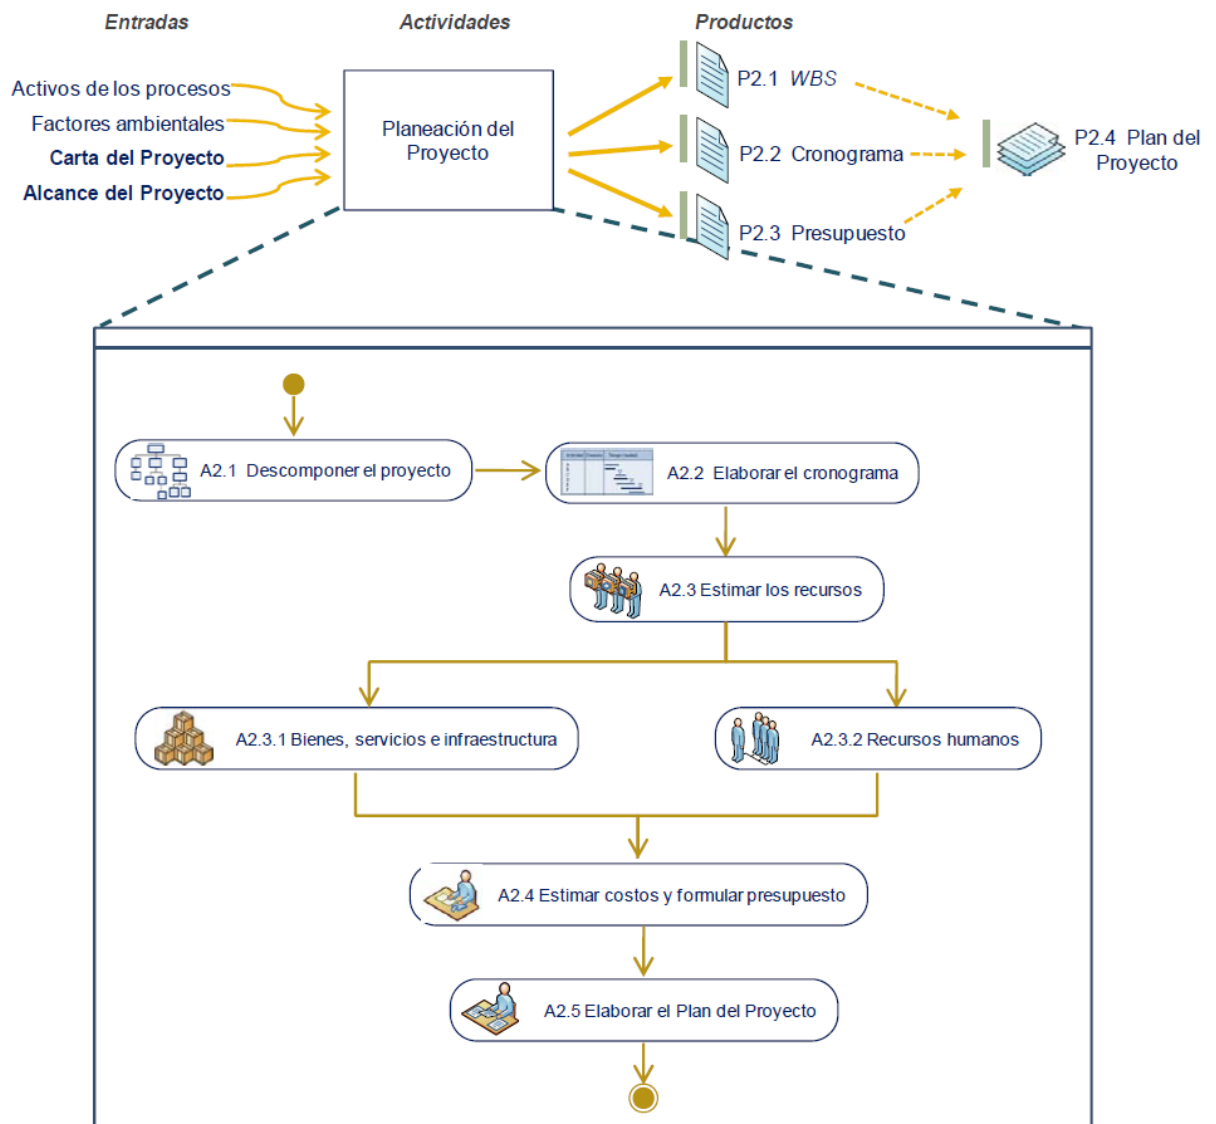 Entradas
Actividades
Productos
Activos de los procesos
Factores ambientales
Carta del Proyecto
Alcance del Proyecto
Planeación del
Proyecto
P2.1 WBS
P2.2 Cronograma
P2.3 Presupuesto
P2.4 Plan del
Proyecto
A2.1 Descomponer el proyecto
A2.2 Elaborar el cronograma
A2.3 Estimar los recursos
A2.3.1 Bienes, servicios e infraestructura
A2.3.2 Recursos humanos
A2.4 Estimar costos y formular presupuesto
A2.5 Elaborar el Plan del Proyecto